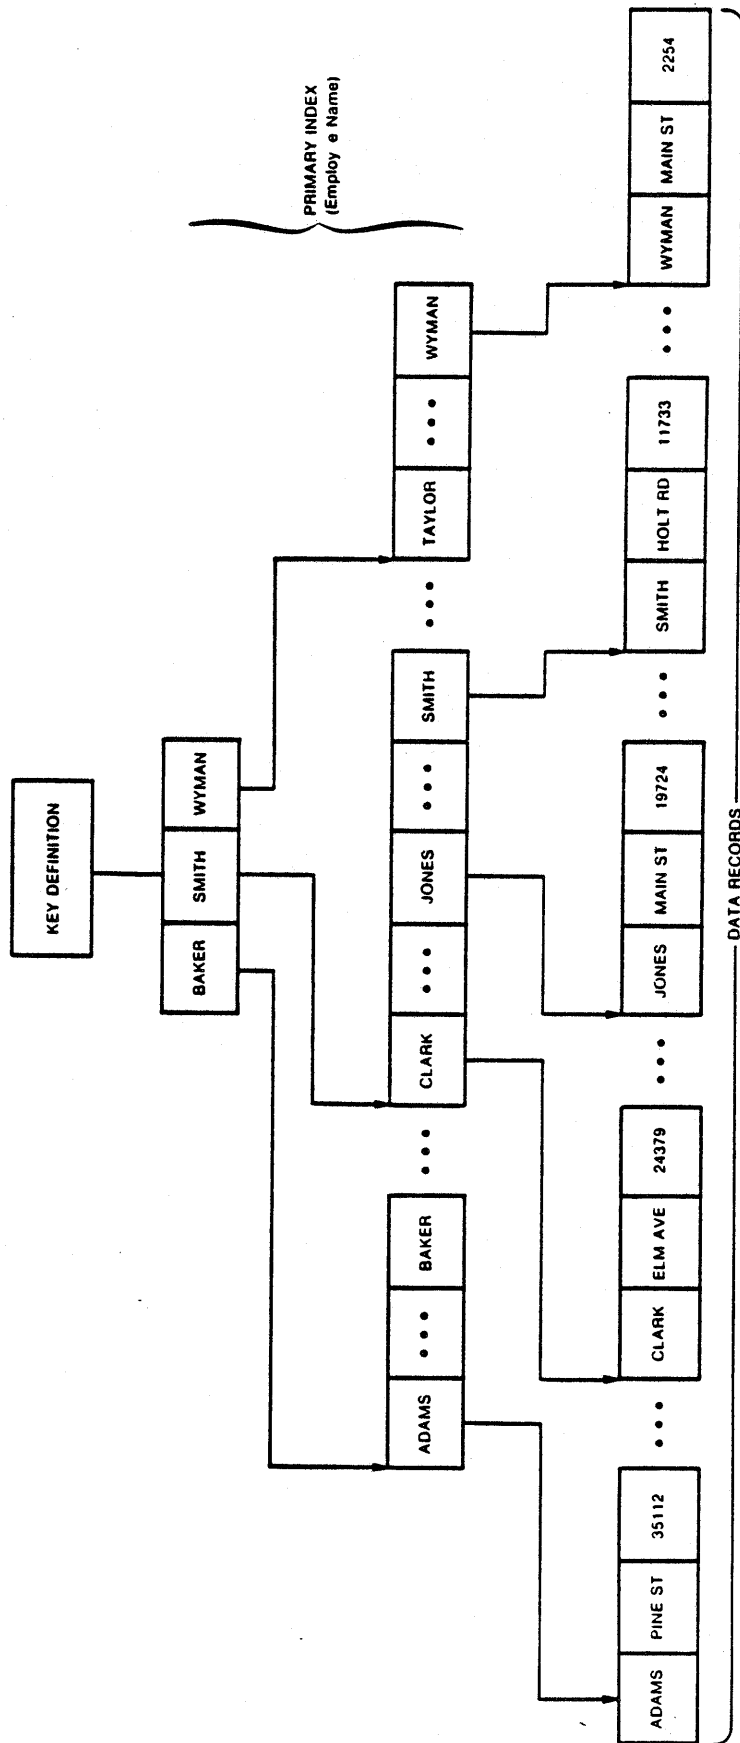 KEY DEFINITION
BAKER SMITH WYMAN
PRIMARY INDEX
(Employ e Name)
ADAMS ••• BAKER ••• CLARK ••• JONES ••• SMITH ••• TAYLOR ••• WYMAN
ADAMS PINE ST 35112 ••• CLARK ELM AVE 24379 ••• JONES MAIN ST 19724 ••• SMITH HOLT RD 11733 ••• WYMAN MAIN ST 2254
DATA RECORDS